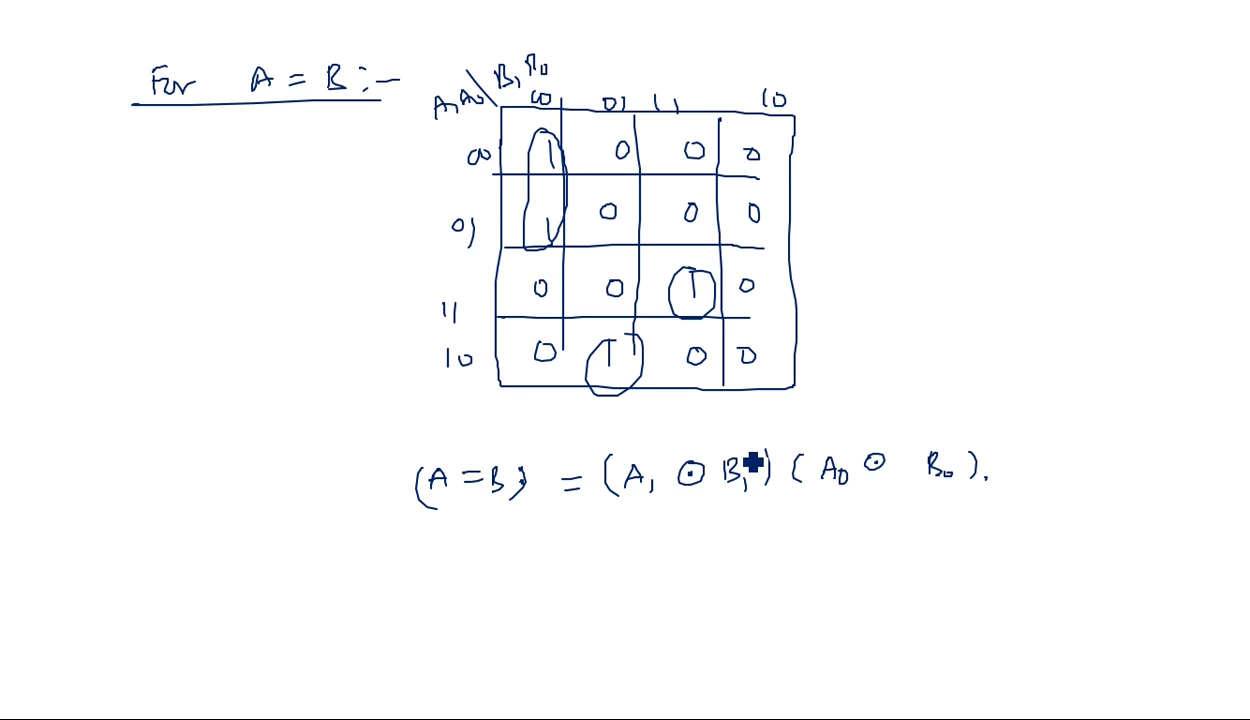 For A = B :-
A₁A₀ \ B₁B₀
00 01 11 10
00 1 0 0 0
01 1 0 0 0
11 0 0 1 0
10 0 1 0 0
(A = B) = (A₁ ⊙ B₁) (A₀ ⊙ B₀).